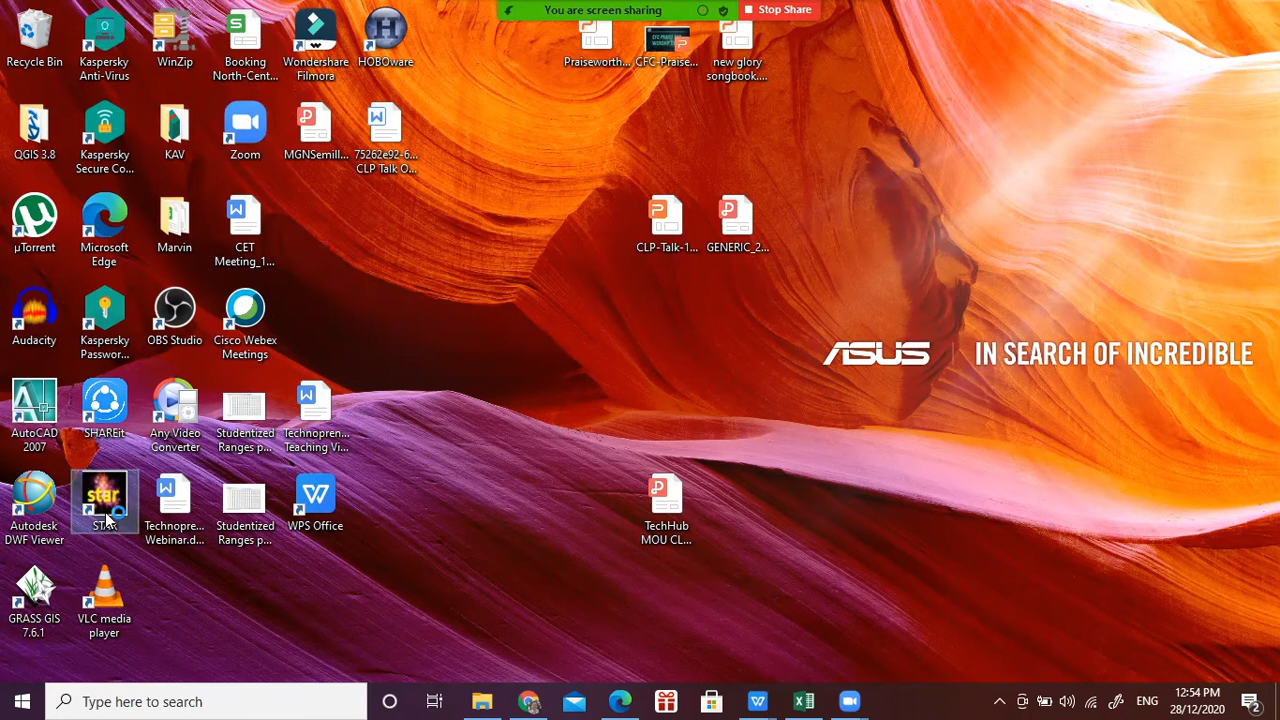 You are screen sharing
Stop Share
Recycle Bin
Kaspersky
Anti-Virus
WinZip
Booking
North-Cent...
Wondershare
Filmora
HOBOware
Praiseworth...
CFC-Praise...
new glory
songbook....
QGIS 3.8
Kaspersky
Secure Co...
KAV
Zoom
MGNSemill...
75262e92-6...
CLP Talk O...
µTorrent
Microsoft
Edge
Marvin
CET
Meeting_1...
CLP-Talk-1...
GENERIC_2...
Audacity
Kaspersky
Passwor...
OBS Studio
Cisco Webex
Meetings
ASUS
IN SEARCH OF INCREDIBLE
AutoCAD
2007
SHAREit
Any Video
Converter
Studentized
Ranges p...
Technopren...
Teaching Vi...
Autodesk
DWF Viewer
star
STAR
Technopre...
Webinar.d...
Studentized
Ranges p...
WPS Office
TechHub
MOU CL...
GRASS GIS
7.6.1
VLC media
player
Type here to search
ENG
12:54 PM
28/12/2020
2